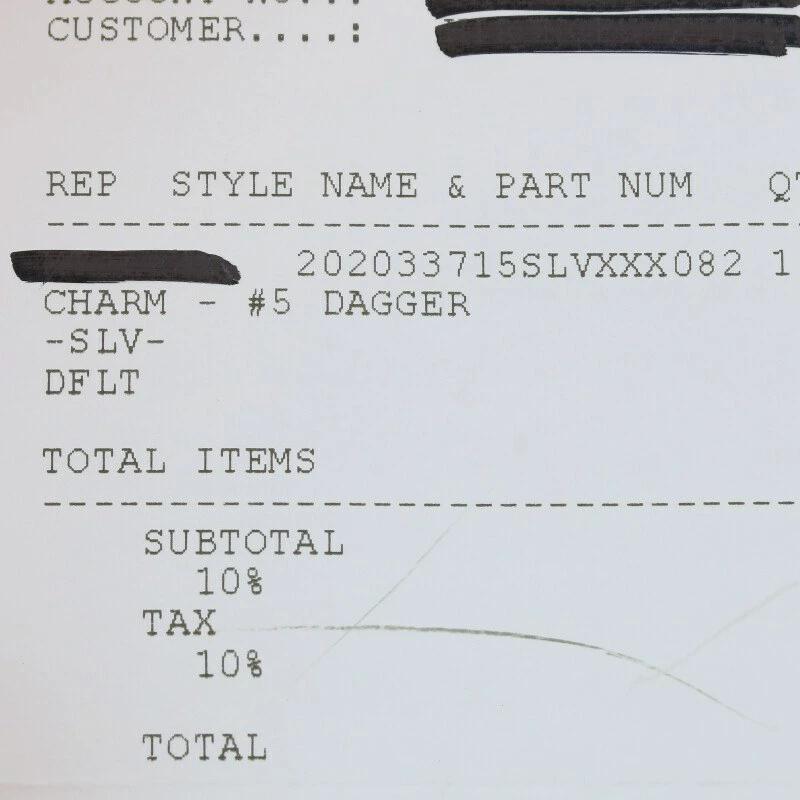 CUSTOMER....:
REP STYLE NAME & PART NUM
202033715SLVXXX082 1
CHARM - #5 DAGGER
-SLV-
DFLT
TOTAL ITEMS
SUBTOTAL
10%
TAX
10%
TOTAL